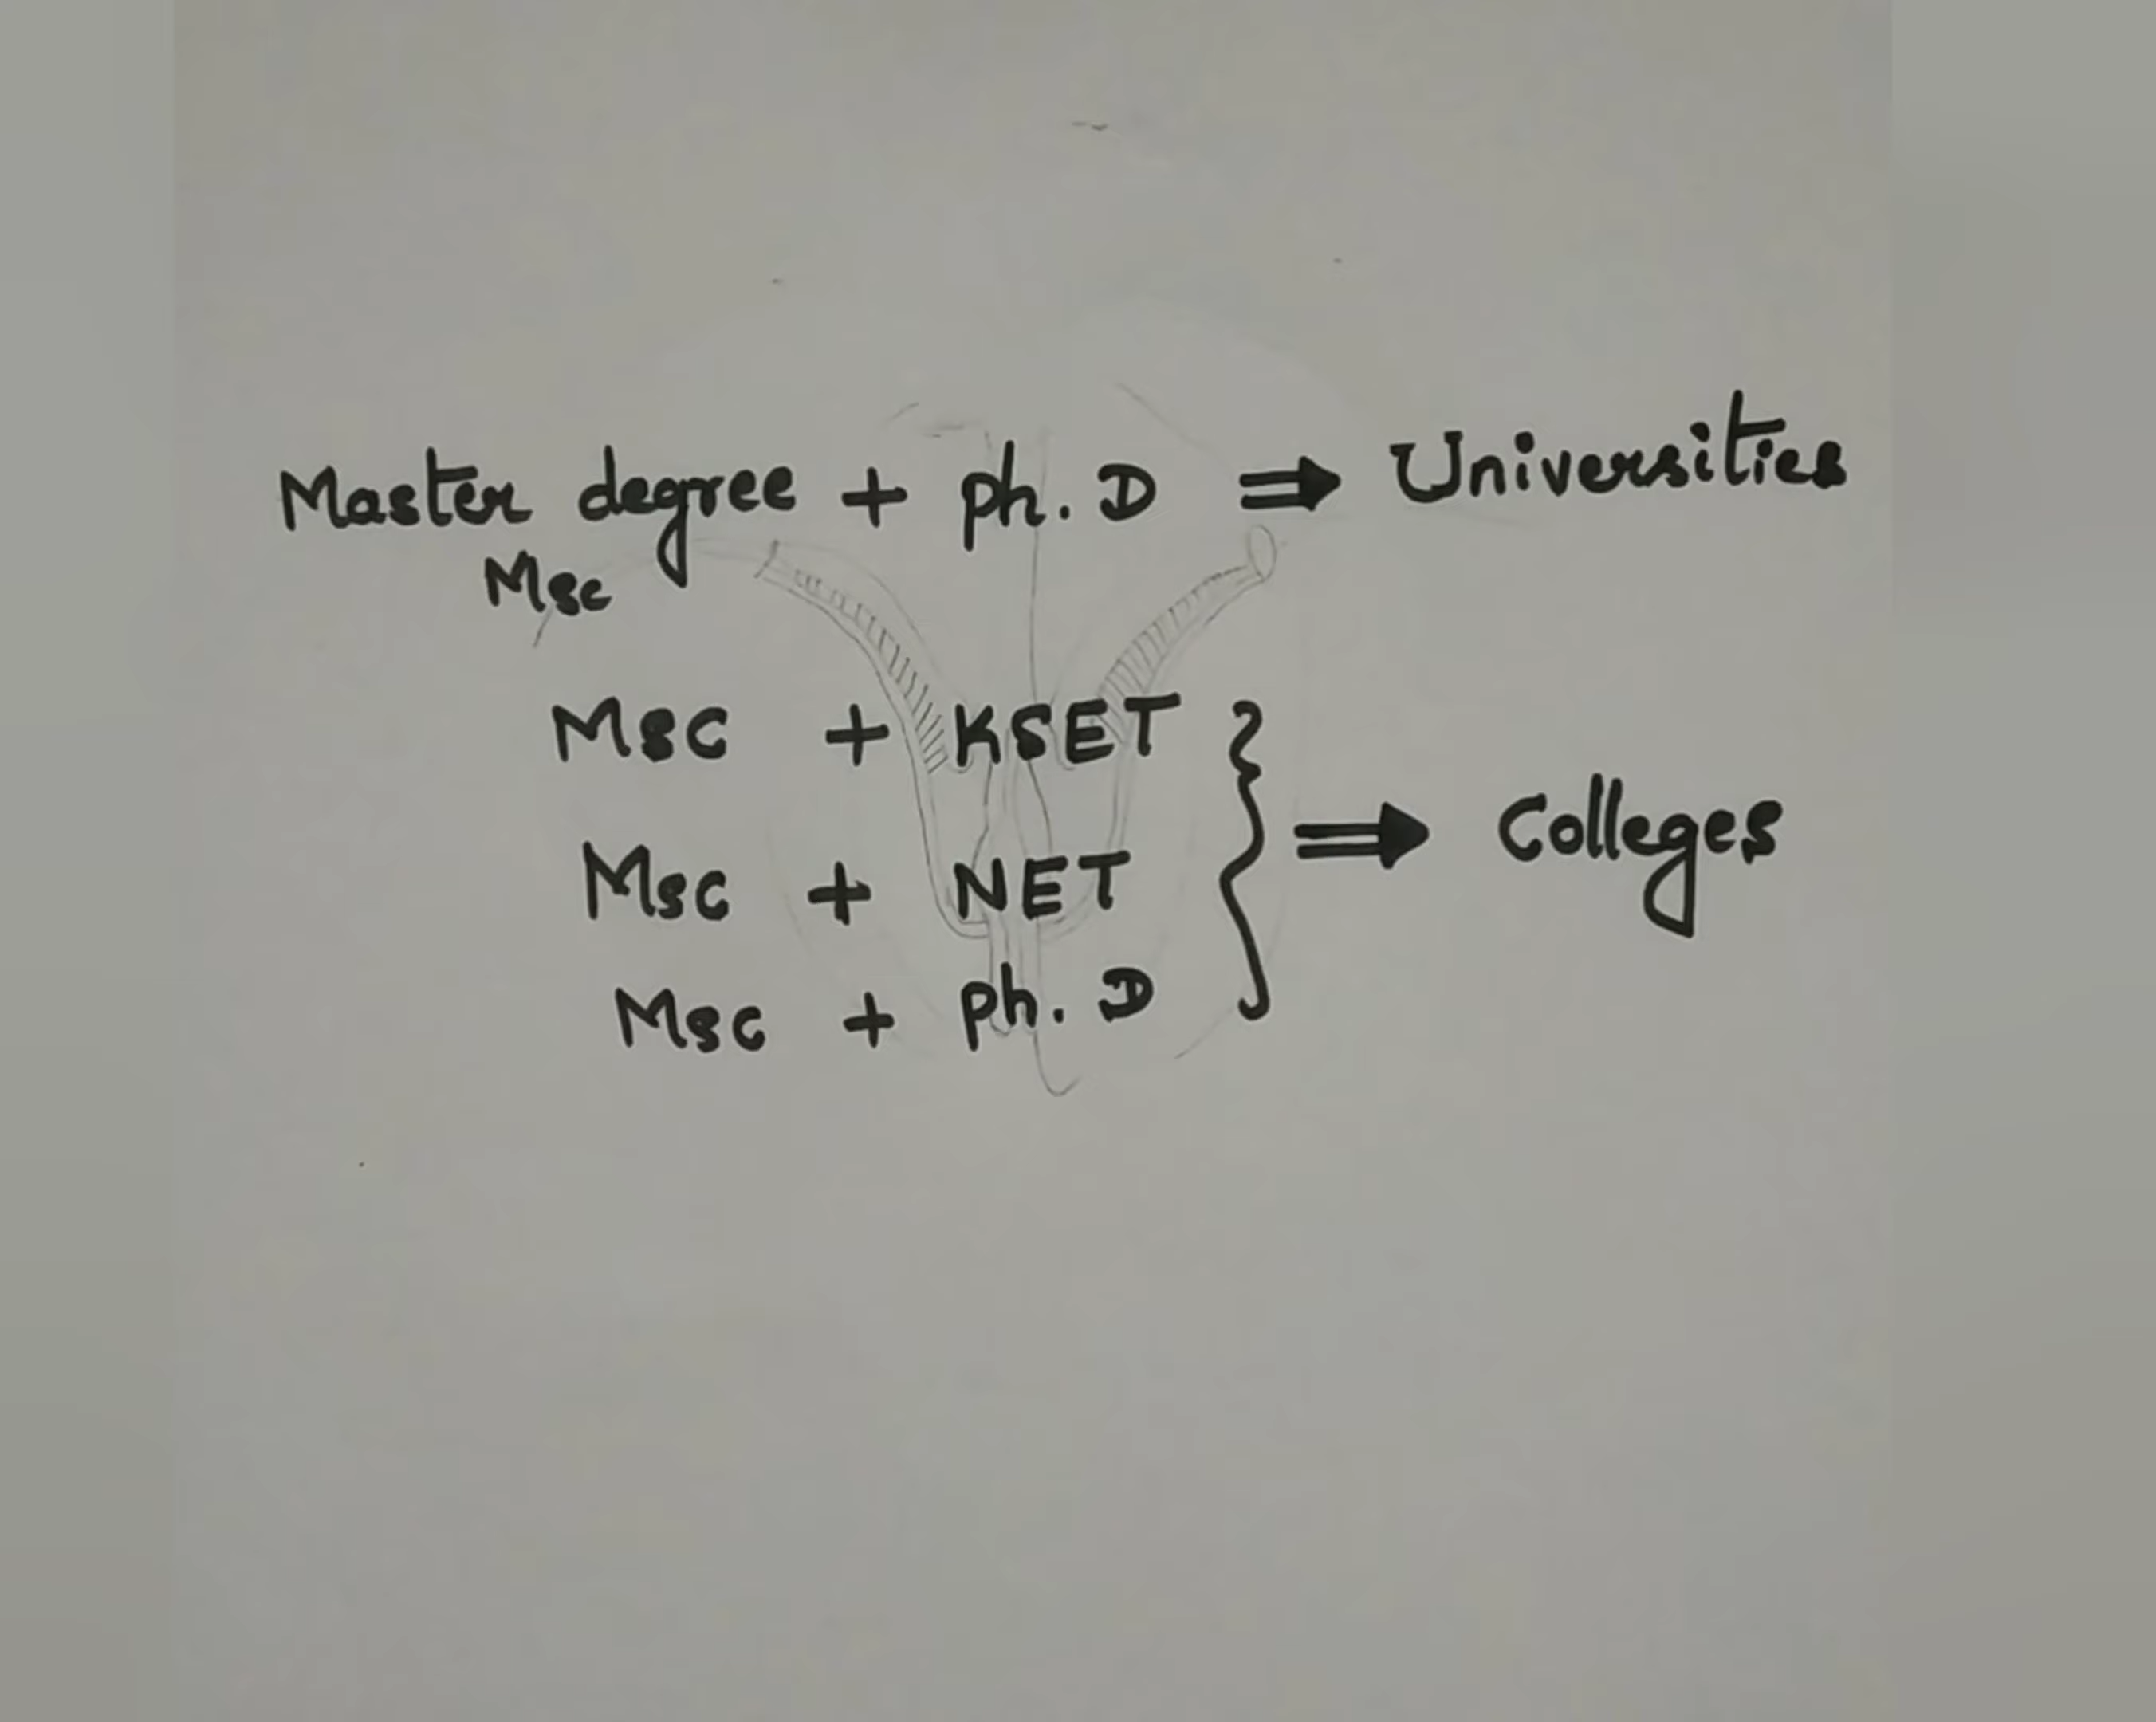 Master degree + ph. D ⇒ Universities
Msc
MSC + KSET
Msc + NET } ⇒ Colleges
Msc + ph. D